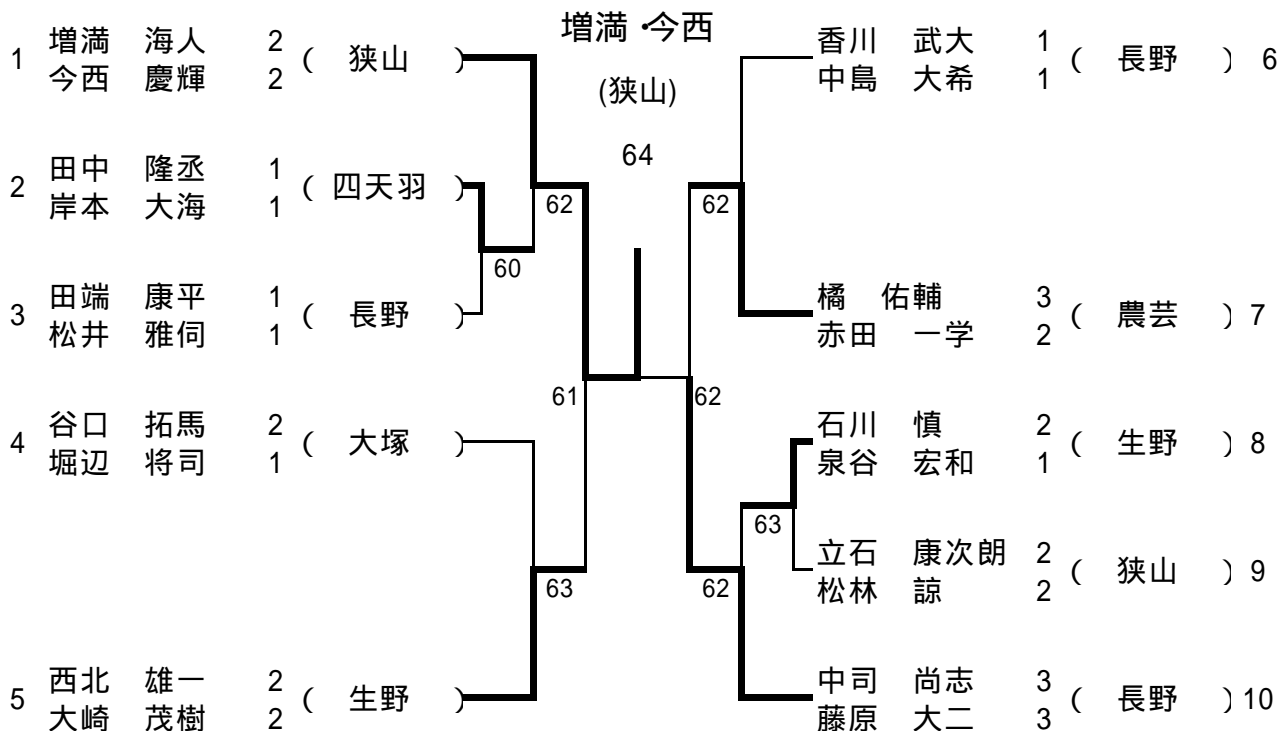 増満・今西
(狭山)
64
1 増満 海人 2 ( 狭山 )
今西 慶輝 2
2 田中 隆丞 1 ( 四天羽 )
岸本 大海 1
62
60
3 田端 康平 1 ( 長野 )
松井 雅伺 1
61
4 谷口 拓馬 2 ( 大塚 )
堀辺 将司 1
63
5 西北 雄一 2 ( 生野 )
大崎 茂樹 2
香川 武大 1 ( 長野 ) 6
中島 大希 1
62
橘 佑輔 3 ( 農芸 ) 7
赤田 一学 2
62
石川 慎 2 ( 生野 ) 8
泉谷 宏和 1
63
立石 康次朗 2 ( 狭山 ) 9
松林 諒 2
62
中司 尚志 3 ( 長野 ) 10
藤原 大二 3